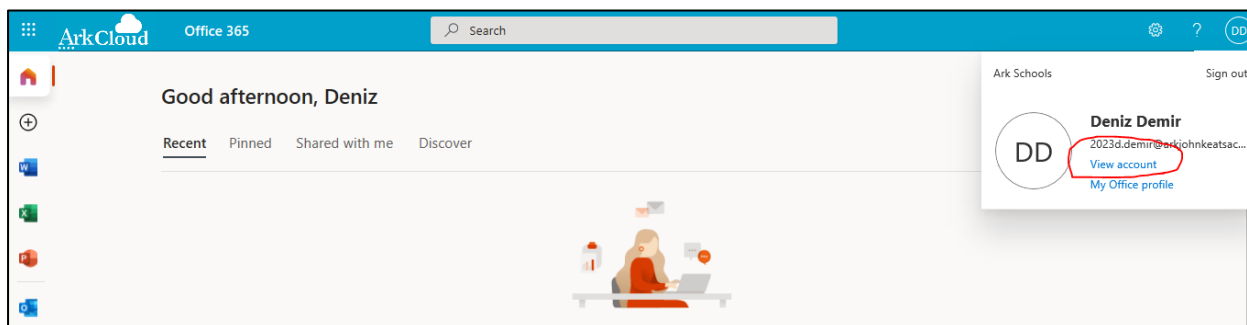 ArkCloud Office 365 Search ? DD
Ark Schools Sign out
Good afternoon, Deniz
Deniz Demir
DD
2023d.demir@arkjohnkeatsac...
Recent Pinned Shared with me Discover
View account
My Office profile